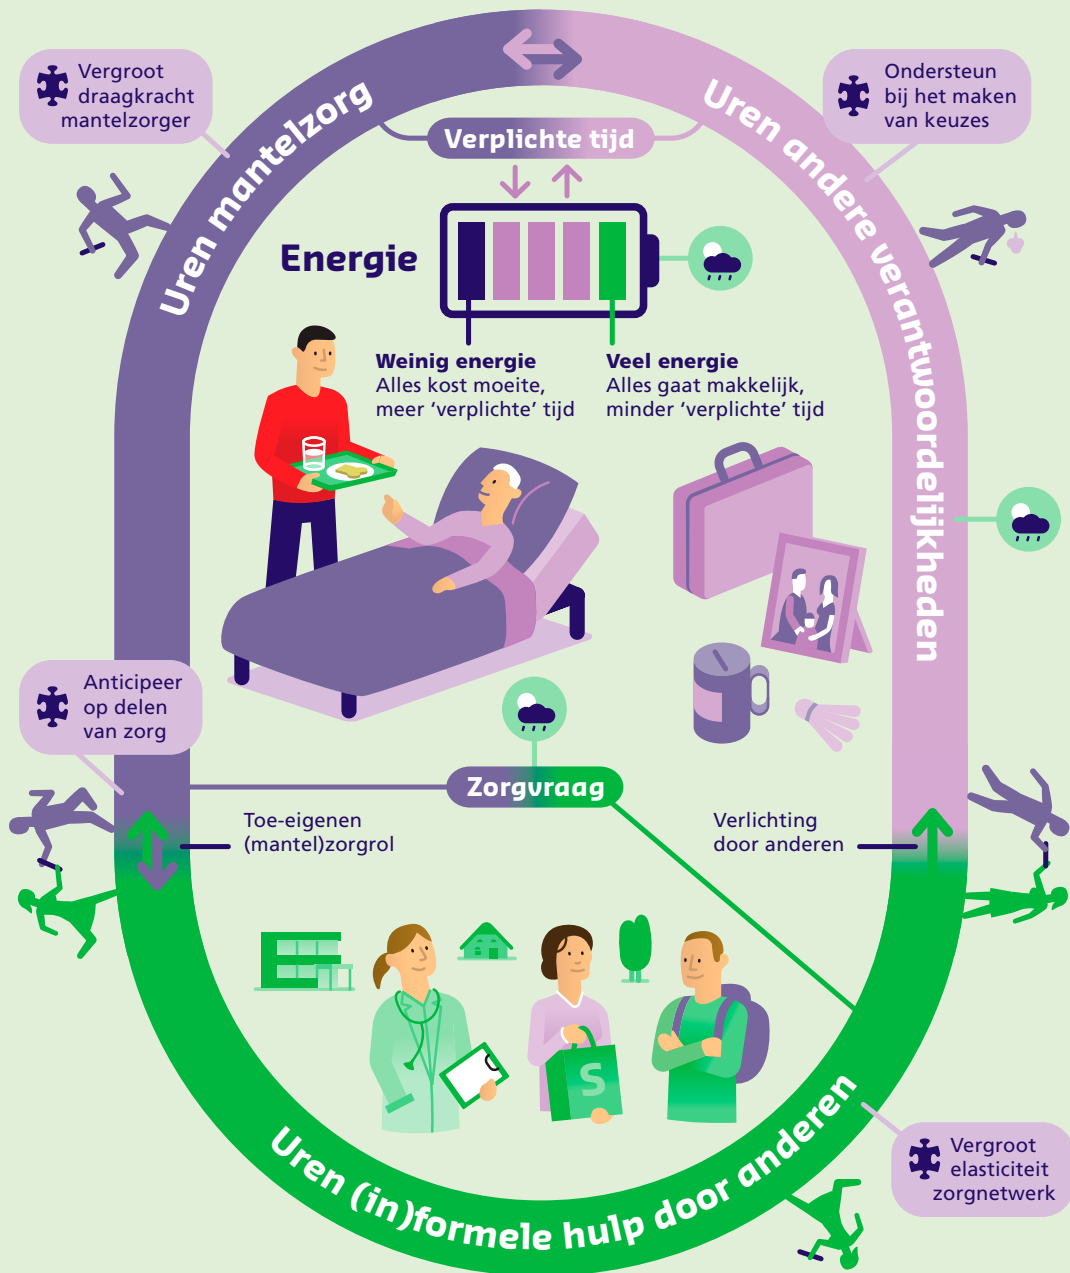 Vergroot
draagkracht
mantelzorger
Ondersteun
bij het maken
van keuzes
Uren mantelzorg
Verplichte tijd
Uren andere verantwoordelijkheden
Energie
Weinig energie
Alles kost moeite,
meer ‘verplichte’ tijd
Veel energie
Alles gaat makkelijk,
minder ‘verplichte’ tijd
Anticipeer
op delen
van zorg
Zorgvraag
Toe-eigenen
(mantel)zorgrol
Verlichting
door anderen
S
Uren (in)formele hulp door anderen
Vergroot
elasticiteit
zorgnetwerk